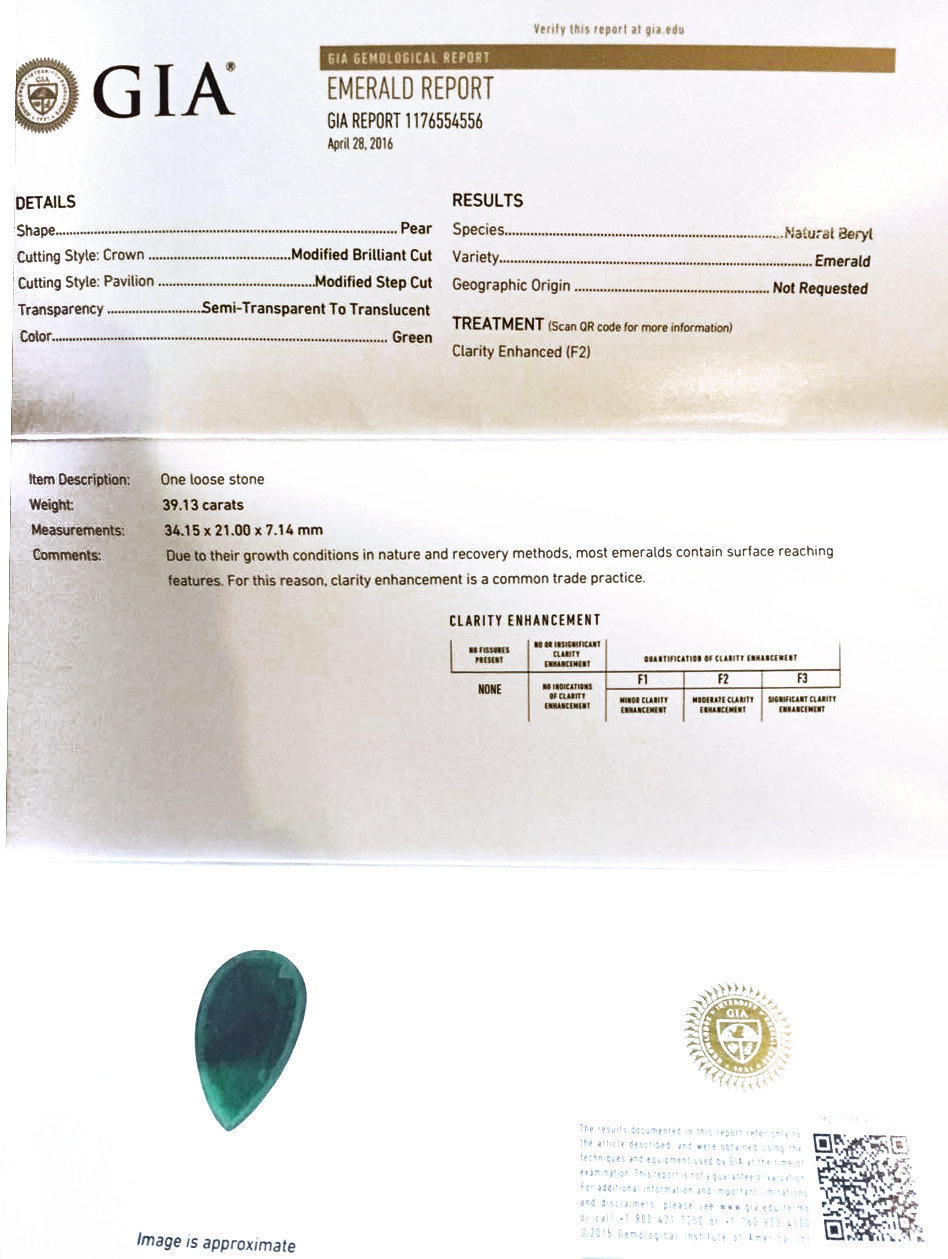 Verify this report at gia.edu
GIA®
GIA GEMOLOGICAL REPORT
EMERALD REPORT
GIA REPORT 1176554556
April 28, 2016
DETAILS
Shape.......... Pear
Cutting Style: Crown .......... Modified Brilliant Cut
Cutting Style: Pavilion .......... Modified Step Cut
Transparency .......... Semi-Transparent To Translucent
Color.......... Green
RESULTS
Species.......... Natural Beryl
Variety.......... Emerald
Geographic Origin .......... Not Requested
TREATMENT (Scan QR code for more information)
Clarity Enhanced (F2)
Item Description: One loose stone
Weight: 39.13 carats
Measurements: 34.15 x 21.00 x 7.14 mm
Comments: Due to their growth conditions in nature and recovery methods, most emeralds contain surface reaching
features. For this reason, clarity enhancement is a common trade practice.
CLARITY ENHANCEMENT
NO FISSURES
PRESENT
NONE
NO OR INSIGNIFICANT
CLARITY
ENHANCEMENT
NO INDICATIONS
OF CLARITY
ENHANCEMENT
QUANTIFICATION OF CLARITY ENHANCEMENT
F1
MINOR CLARITY
ENHANCEMENT
F2
MODERATE CLARITY
ENHANCEMENT
F3
SIGNIFICANT CLARITY
ENHANCEMENT
Image is approximate
GIA
SEAL
The results documented in this report refer only to
the article described, and were obtained using the
techniques and equipment used by GIA at the time of
examination. This report is not a guarantee or valuation.
For additional information and important limitations
and disclaimers, please see www.gia.edu/terms
or call +1 800 421 7250 or +1 760 603 4500
©2015 Gemological Institute of America, Inc.